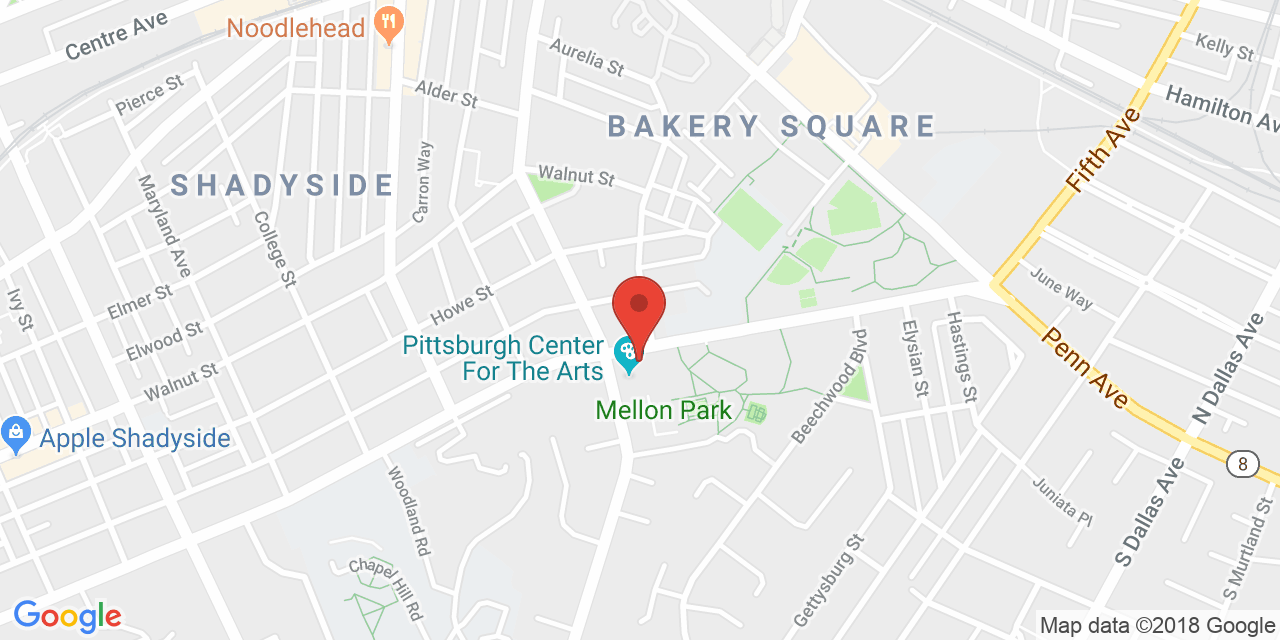 Centre Ave
Noodlehead
Kelly St
Aurelia St
Pierce St
Alder St
Hamilton Av
BAKERY SQUARE
Fifth Ave
Walnut St
SHADYSIDE
Carron Way
Maryland Ave
College St
June Way
Ivy St
Elmer St
Howe St
Elwood St
Walnut St
Pittsburgh Center
For The Arts
Mellon Park
Beechwood Blvd
Elysian St
Hastings St
Penn Ave
N Dallas Ave
Apple Shadyside
8
Woodland Rd
Juniata Pl
S Dallas Ave
S Murtland St
Gettysburg St
Chapel Hill Rd
Google
Map data ©2018 Google